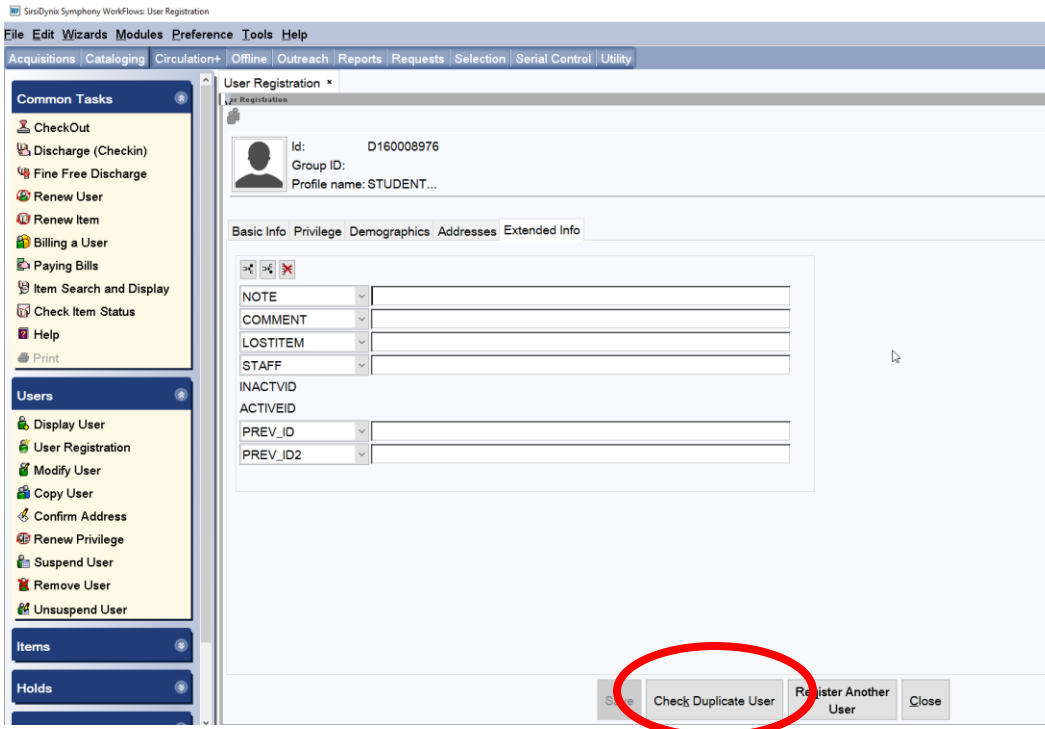 SirsiDynix Symphony WorkFlows: User Registration
File Edit Wizards Modules Preference Tools Help
Acquisitions Cataloging Circulation+ Offline Outreach Reports Requests Selection Serial Control Utility
Common Tasks
CheckOut
Discharge (Checkin)
Fine Free Discharge
Renew User
Renew Item
Billing a User
Paying Bills
Item Search and Display
Check Item Status
Help
Print
Users
Display User
User Registration
Modify User
Copy User
Confirm Address
Renew Privilege
Suspend User
Remove User
Unsuspend User
Items
Holds
User Registration ×
er Registration
Id: D160008976
Group ID:
Profile name: STUDENT...
Basic Info Privilege Demographics Addresses Extended Info
NOTE
COMMENT
LOSTITEM
STAFF
INACTVID
ACTIVEID
PREV_ID
PREV_ID2
Save Check Duplicate User Register Another User Close